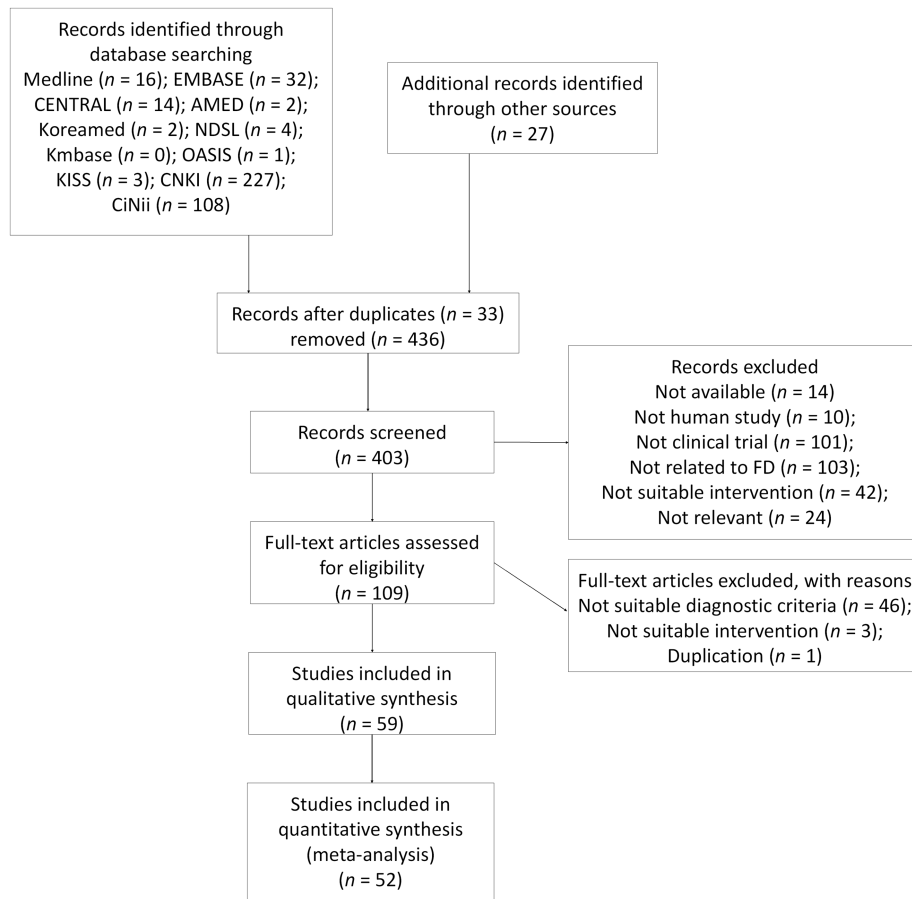 Records identified through
database searching
Medline (n = 16); EMBASE (n = 32);
CENTRAL (n = 14); AMED (n = 2);
Koreamed (n = 2); NDSL (n = 4);
Kmbase (n = 0); OASIS (n = 1);
KISS (n = 3); CNKI (n = 227);
CiNii (n = 108)
Additional records identified
through other sources
(n = 27)
Records after duplicates (n = 33)
removed (n = 436)
Records screened
(n = 403)
Records excluded
Not available (n = 14)
Not human study (n = 10);
Not clinical trial (n = 101);
Not related to FD (n = 103);
Not suitable intervention (n = 42);
Not relevant (n = 24)
Full-text articles assessed
for eligibility
(n = 109)
Full-text articles excluded, with reasons
Not suitable diagnostic criteria (n = 46);
Not suitable intervention (n = 3);
Duplication (n = 1)
Studies included in
qualitative synthesis
(n = 59)
Studies included in
quantitative synthesis
(meta-analysis)
(n = 52)